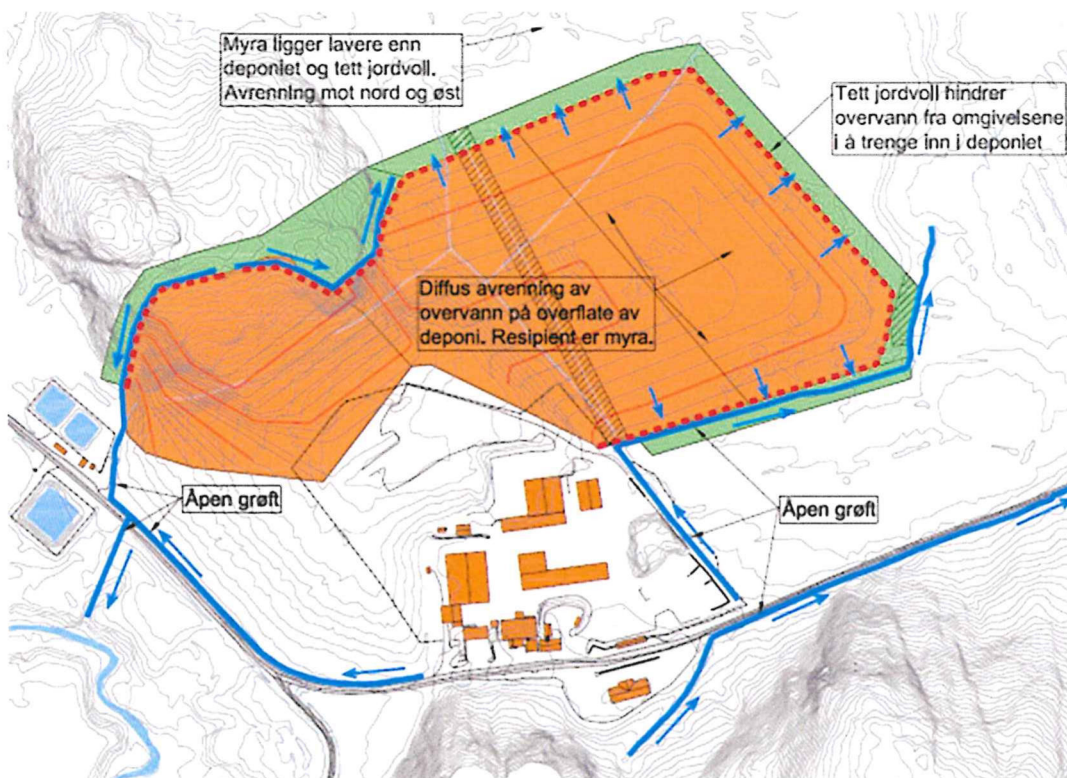 Myra ligger lavere enn
deponiet og tett jordvoll.
Avrenning mot nord og øst
Tett jordvoll hindrer
overvann fra omgivelsene
i å trenge inn i deponiet
Diffus avrenning av
overvann på overflate av
deponi. Resipient er myra.
Åpen grøft
Åpen grøft